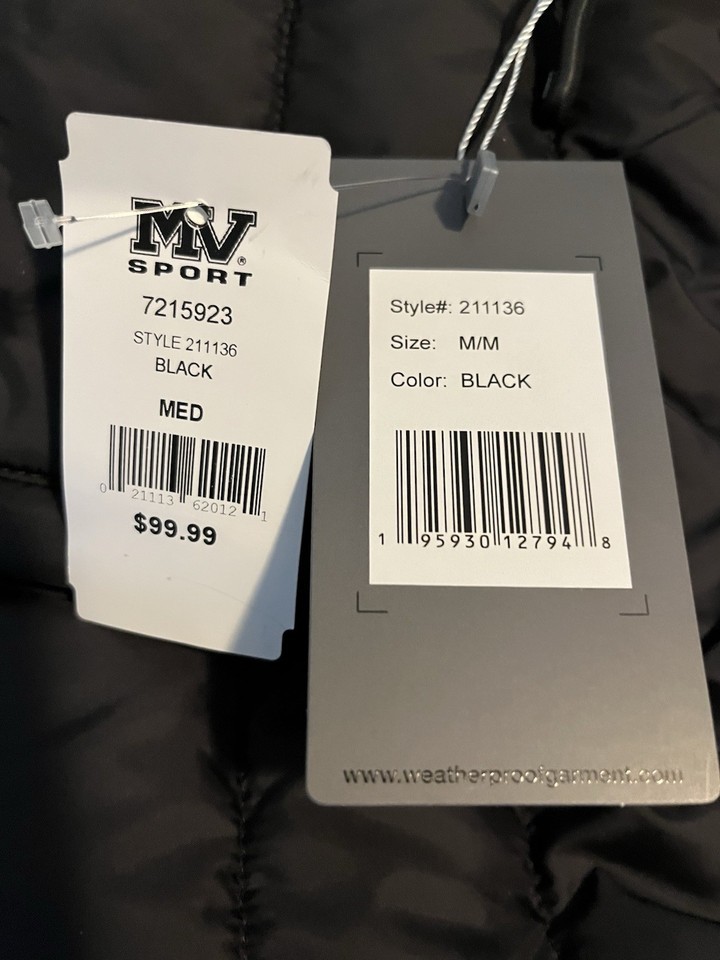 MV®
SPORT
7215923
STYLE 211136
BLACK
MED
0 21113 62012 1
$99.99
Style#: 211136
Size: M/M
Color: BLACK
1 95930 12794 8
www.weatherproofgarment.com